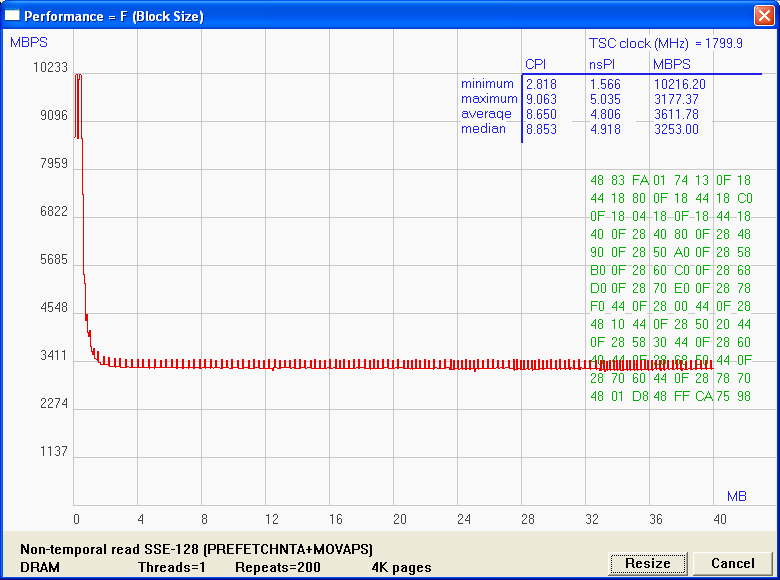 Performance = F (Block Size)
MBPS
TSC clock (MHz) = 1799.9
CPI nsPI MBPS
minimum 2.818 1.566 10216.20
maximum 9.063 5.035 3177.37
average 8.650 4.806 3611.78
median 8.853 4.918 3253.00
10233
9096
7959
6822
5685
4548
3411
2274
1137
48 83 FA 01 74 13 0F 18
44 18 80 0F 18 44 18 C0
0F 18 04 18 0F 18 44 18
40 0F 28 40 80 0F 28 48
90 0F 28 50 A0 0F 28 58
B0 0F 28 60 C0 0F 28 68
D0 0F 28 70 E0 0F 28 78
F0 44 0F 28 00 44 0F 28
48 10 44 0F 28 50 20 44
0F 28 58 30 44 0F 28 60
40 44 0F 28 68 50 44 0F
28 70 60 44 0F 28 78 70
48 01 D8 48 FF CA 75 98
MB
0 4 8 12 16 20 24 28 32 36 40
Non-temporal read SSE-128 (PREFETCHNTA+MOVAPS)
DRAM Threads=1 Repeats=200 4K pages
Resize Cancel